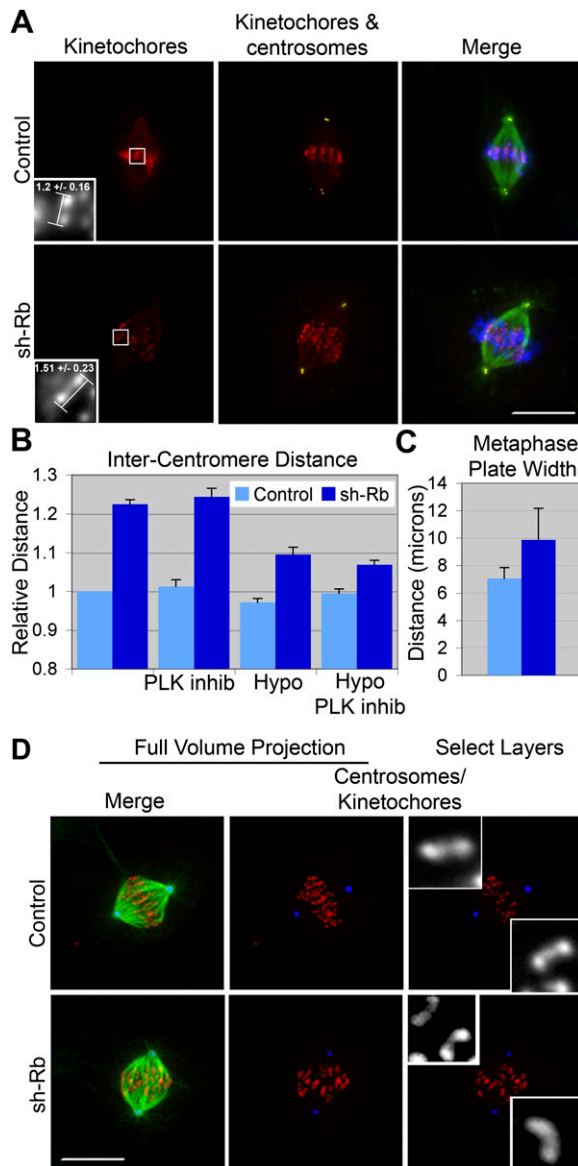 A
Kinetochores
Kinetochores &
centrosomes
Merge
Control
1.2 +/- 0.16
sh-Rb
1.51 +/- 0.23
B
Inter-Centromere Distance
Relative Distance
1.3
1.2
1.1
1
0.9
0.8
Control
sh-Rb
PLK inhib
Hypo
Hypo
PLK inhib
C
Metaphase
Plate Width
Distance (microns)
14
12
10
8
6
4
2
0
D
Full Volume Projection
Select Layers
Merge
Centrosomes/
Kinetochores
Control
sh-Rb